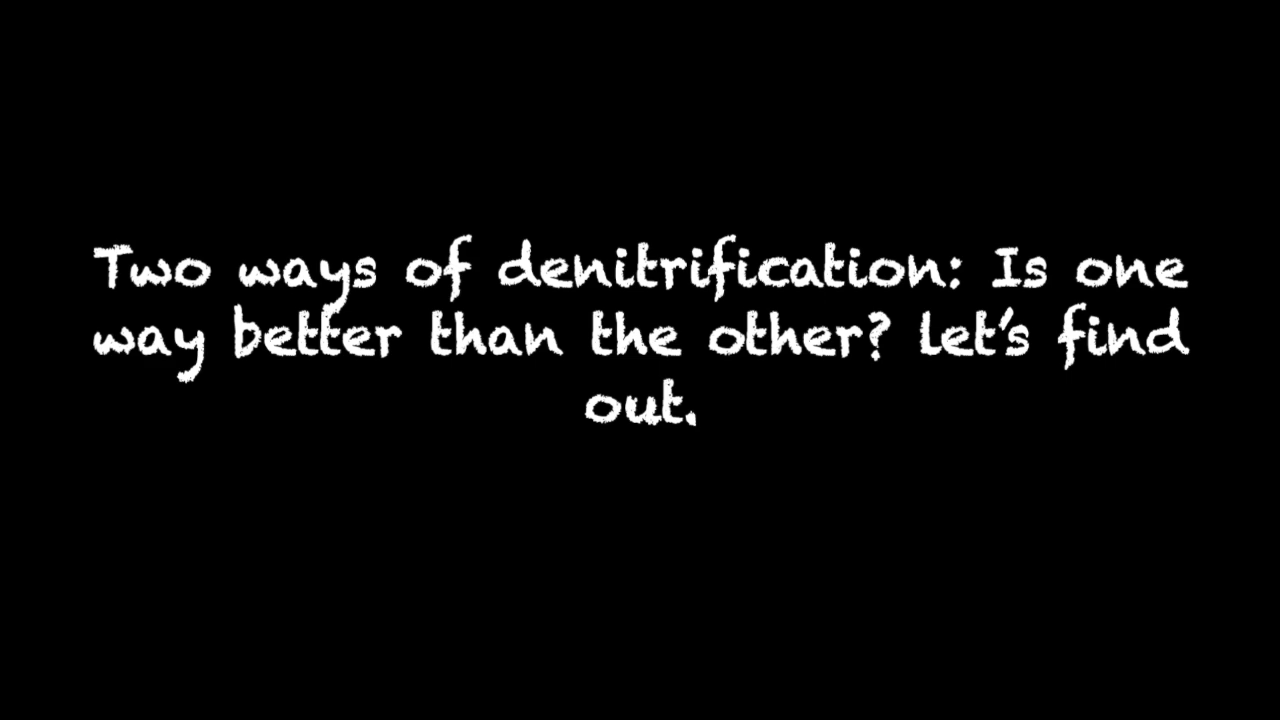 Two ways of denitrification: Is one
way better than the other? let's find
out.